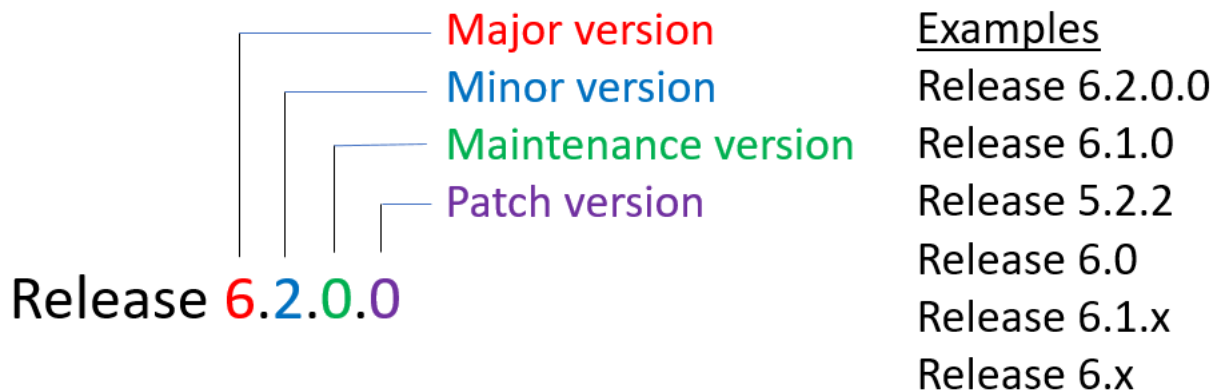 Major version
Minor version
Maintenance version
Patch version
Release 6.2.0.0
Examples
Release 6.2.0.0
Release 6.1.0
Release 5.2.2
Release 6.0
Release 6.1.x
Release 6.x